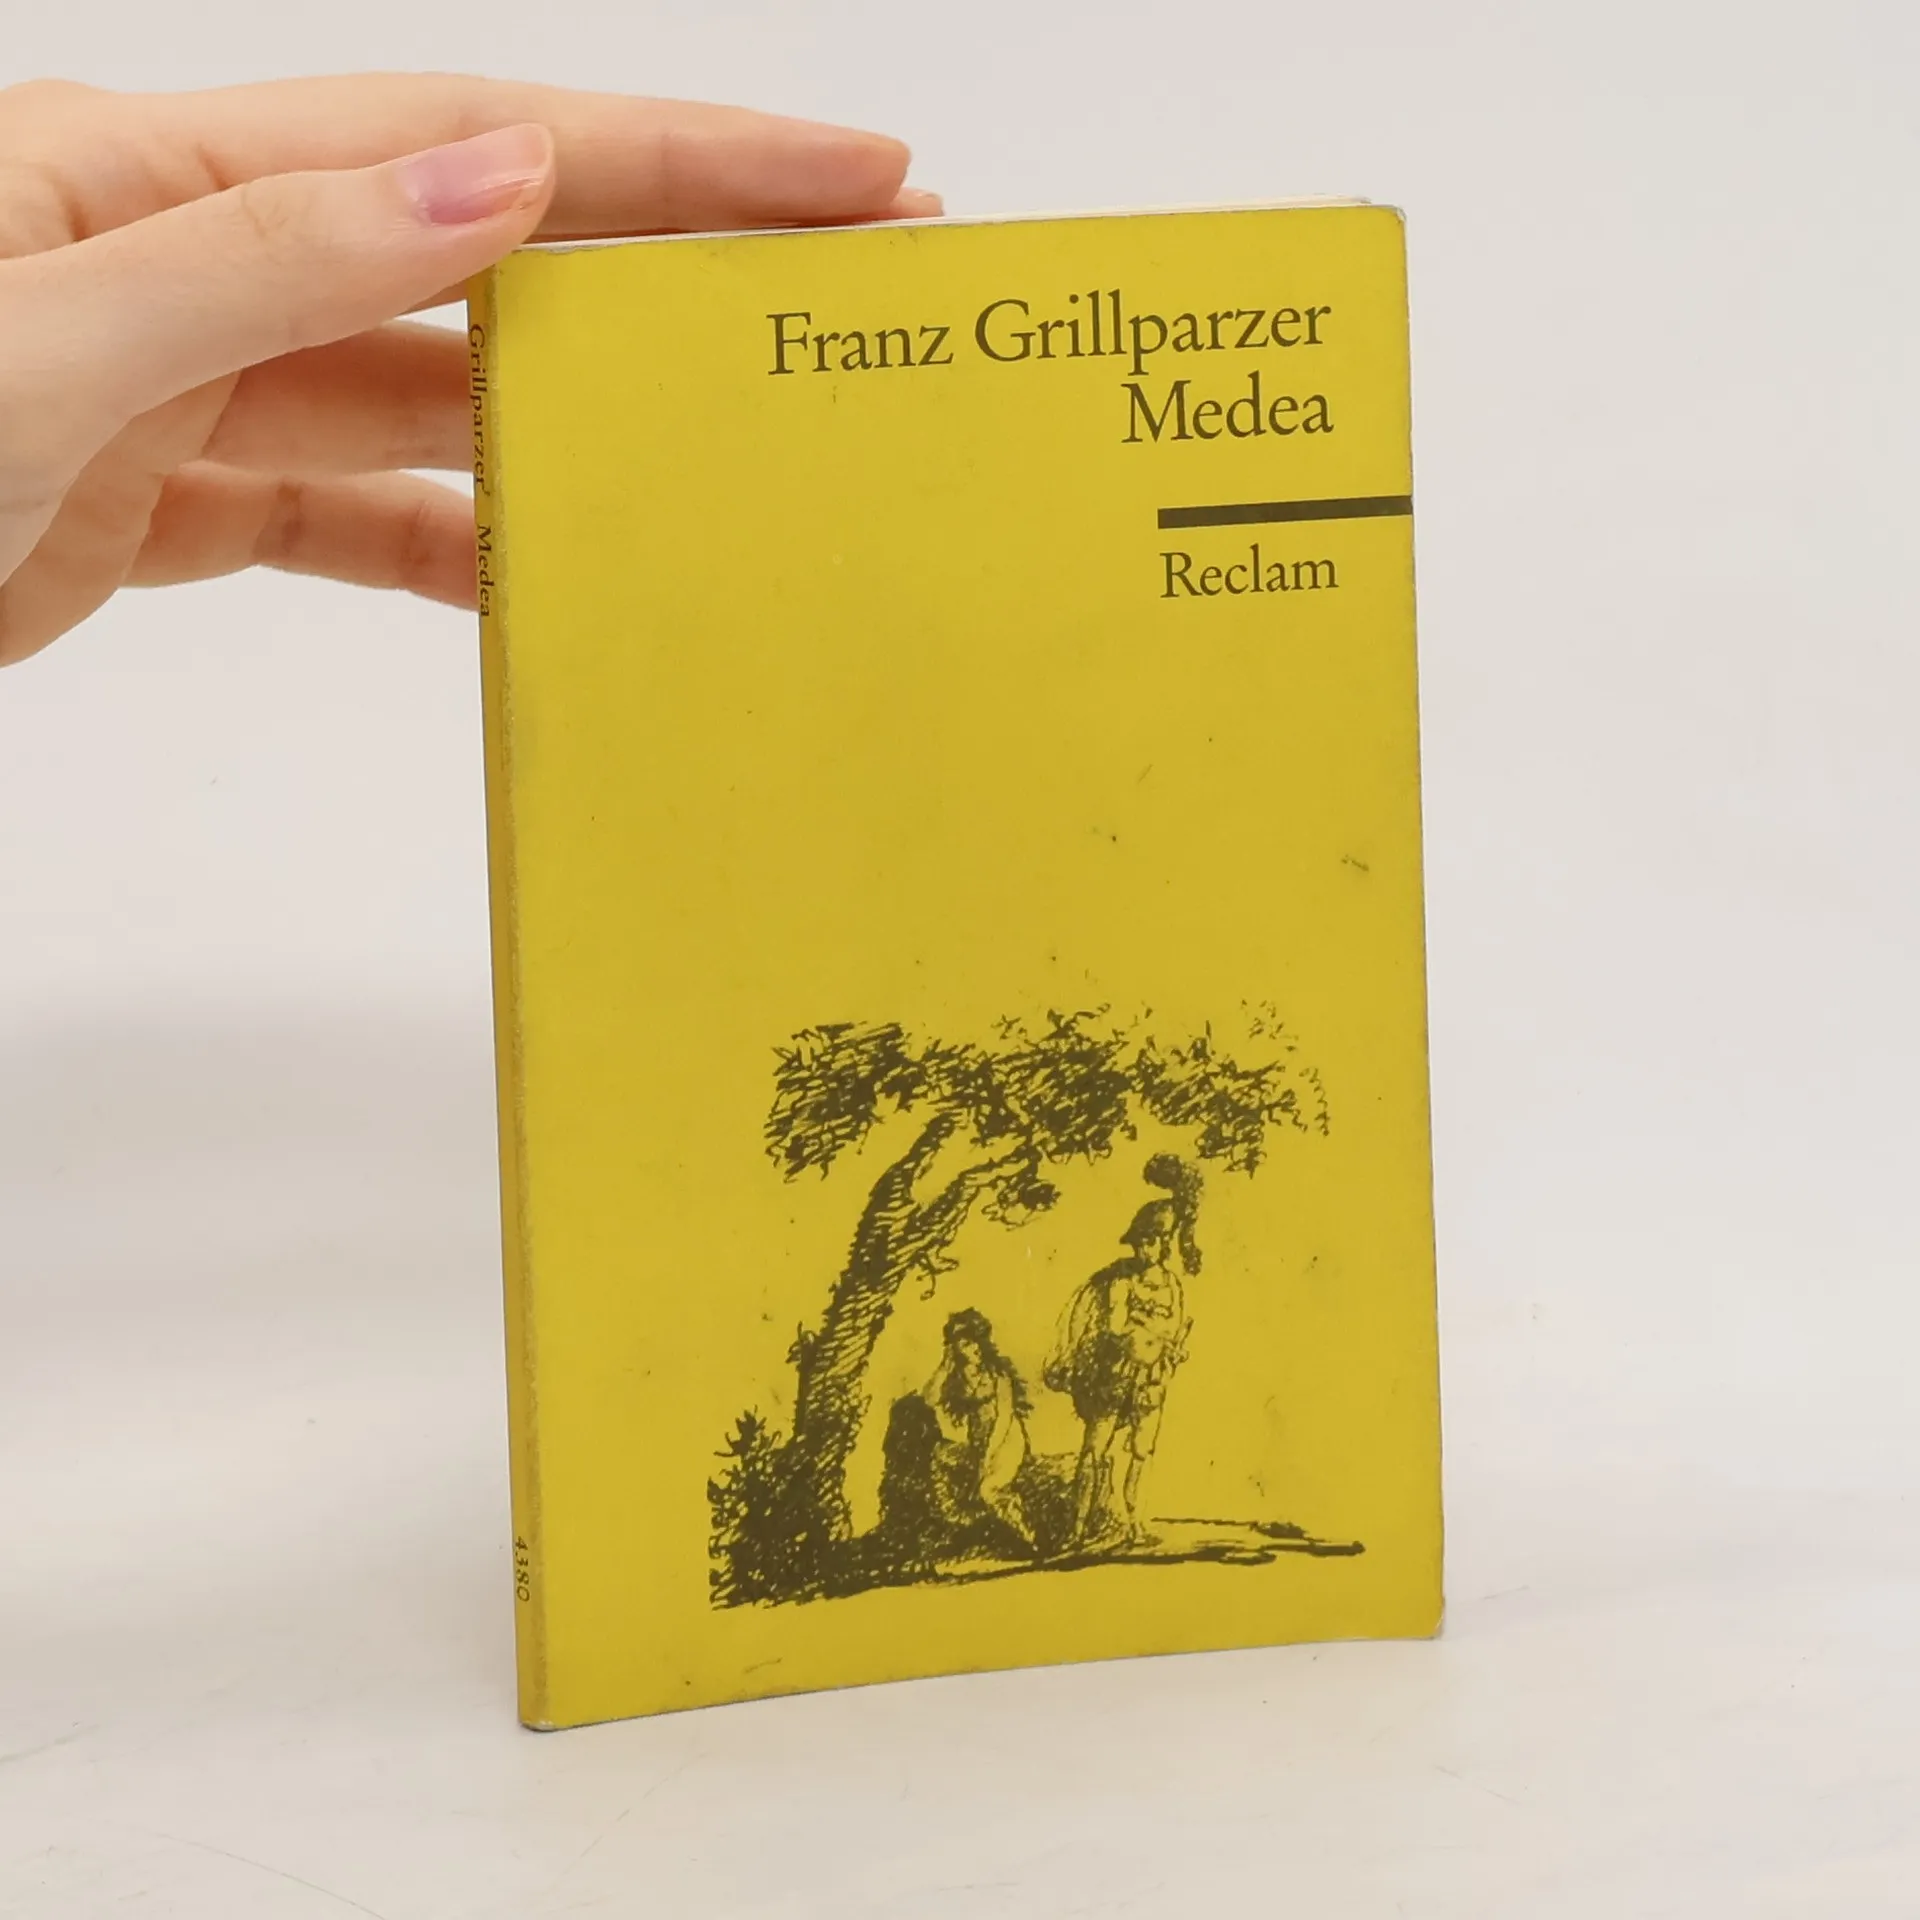 Franz Grillparzer
Medea
Reclam
Grillparzer Medea
4380